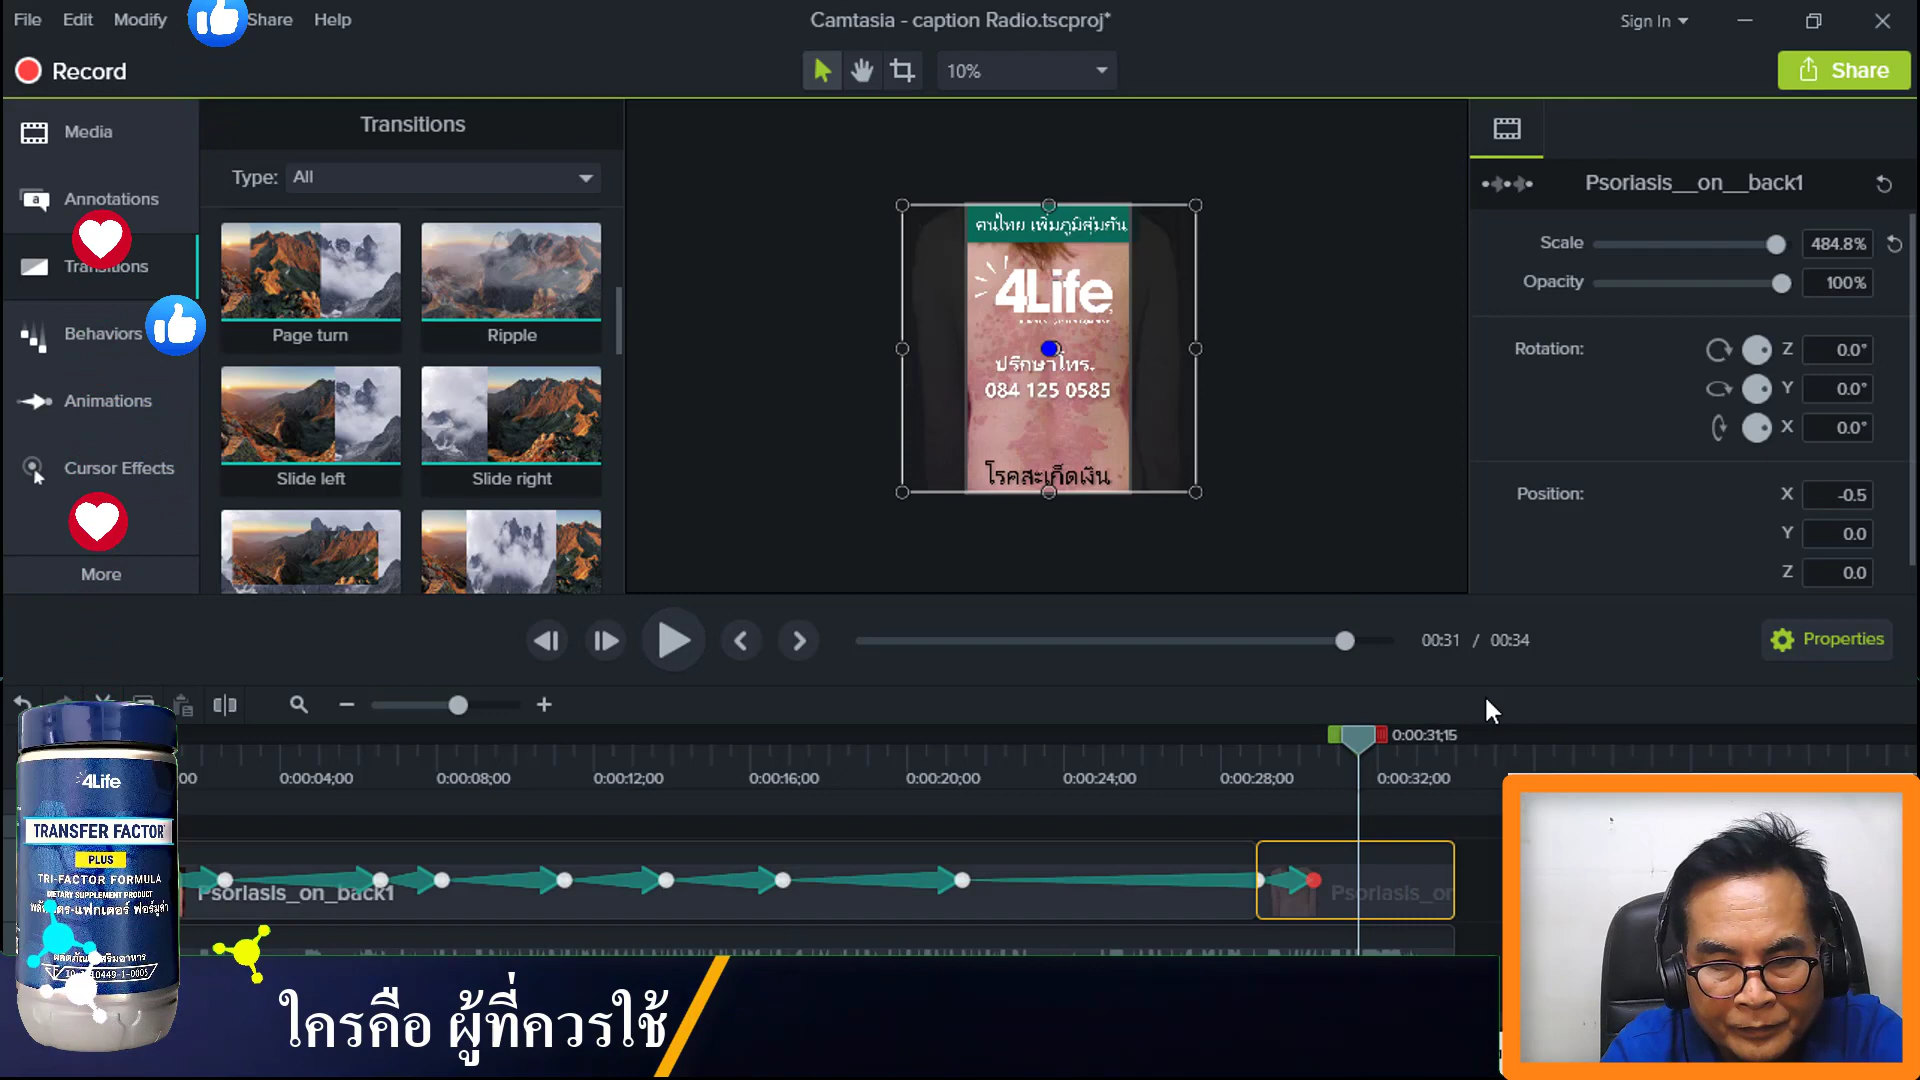 File Edit Modify Share Help
Camtasia - caption Radio.tscproj*
Sign In
Record
10%
Share
Media
Annotations
Transitions
Behaviors
Animations
Cursor Effects
More
Transitions
Type: All
Page turn
Ripple
Slide left
Slide right
คนไทย เพิ่มภูมิคุ้มกัน
4Life
ปรึกษาโทร.
084 125 0585
โรคสะเก็ดเงิน
Psoriasis__on__back1
Scale 484.8%
Opacity 100%
Rotation: Z 0.0°
Y 0.0°
X 0.0°
Position: X -0.5
Y 0.0
Z 0.0
00:31 / 00:34
Properties
0:00:31;15
00 0:00:04;00 0:00:08;00 0:00:12;00 0:00:16;00 0:00:20;00 0:00:24;00 0:00:28;00 0:00:32;00
Psoriasis_on_back1
Psoriasis_or
4Life
TRANSFER FACTOR
PLUS
TRI-FACTOR FORMULA
DIETARY SUPPLEMENT PRODUCT
ใครคือ ผู้ที่ควรใช้